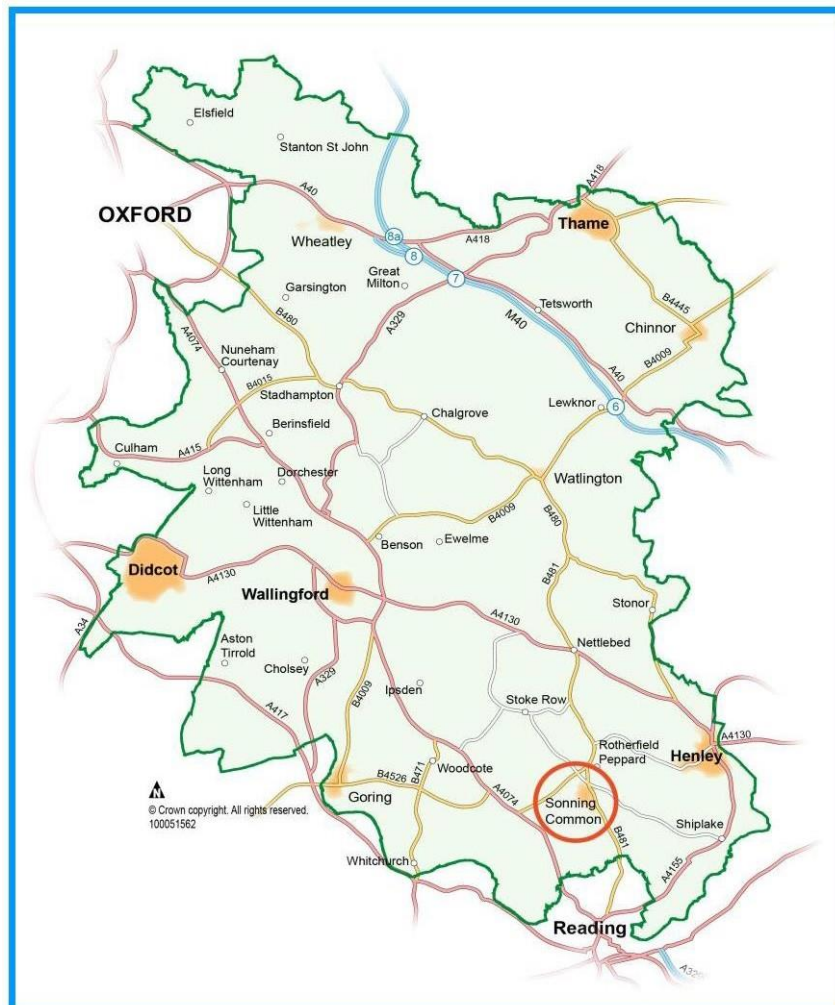 Elsfield
Stanton St John
A418
OXFORD
A40
Thame
Wheatley
8a
A418
8
Great
Milton
7
Garsington
Tetsworth
B4445
B480
A329
M40
Chinnor
A4074
Nuneham
Courtenay
B4009
A40
B4015
Stadhampton
Lewknor
6
Chalgrove
Berinsfield
Culham
A415
Long
Wittenham
Dorchester
Watlington
Little
Wittenham
B4009
B480
Benson
Ewelme
Didcot
A4130
B481
Wallingford
Stonor
A34
A4130
Nettlebed
Aston
Tirrold
Cholsey
A329
B4009
Ipsden
Stoke Row
A417
Rotherfield
Peppard
A4130
Henley
Woodcote
B471
B4526
A4074
N
© Crown copyright. All rights reserved.
100051562
Goring
Sonning
Common
Shiplake
B481
Whitchurch
A4155
Reading